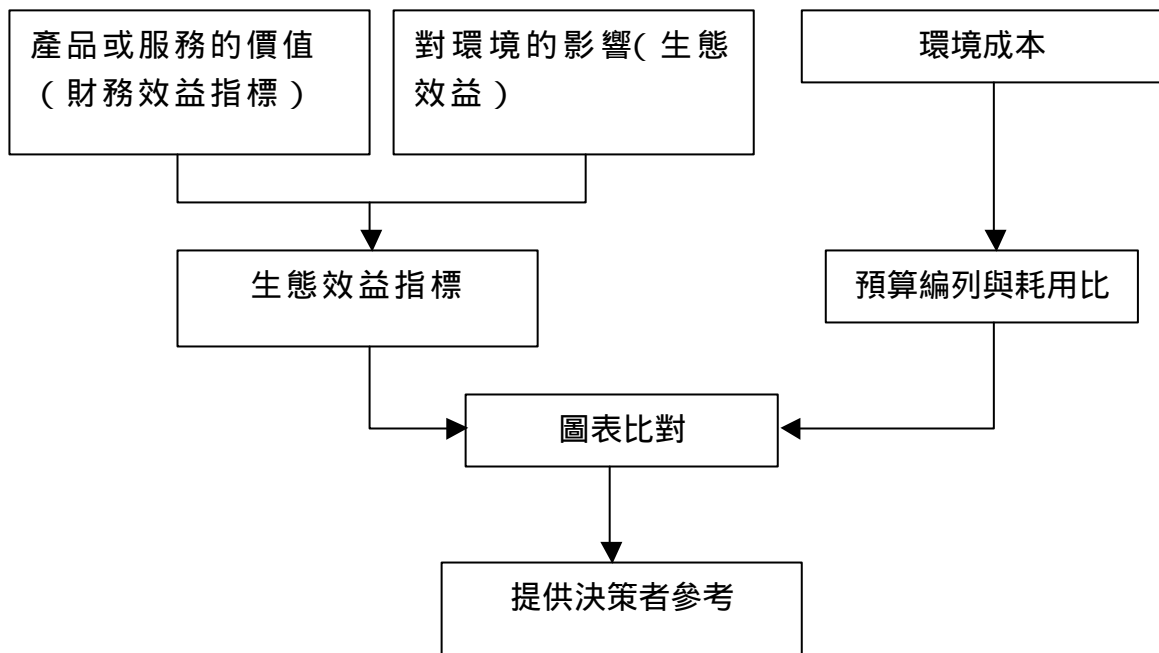 產品或服務的價值
（財務效益指標）
對環境的影響（生態
效益）
環境成本
生態效益指標
預算編列與耗用比
圖表比對
提供決策者參考